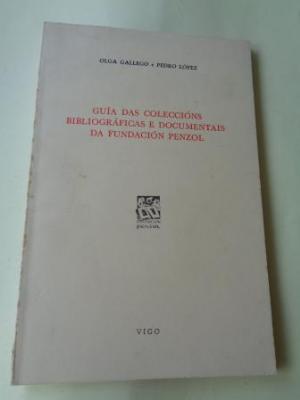 OLGA GALLEGO e PEDRO LÓPEZ
GUÍA DAS COLECCIÓNS
BIBLIOGRÁFICAS E DOCUMENTAIS
DA FUNDACIÓN PENZOL
VIGO